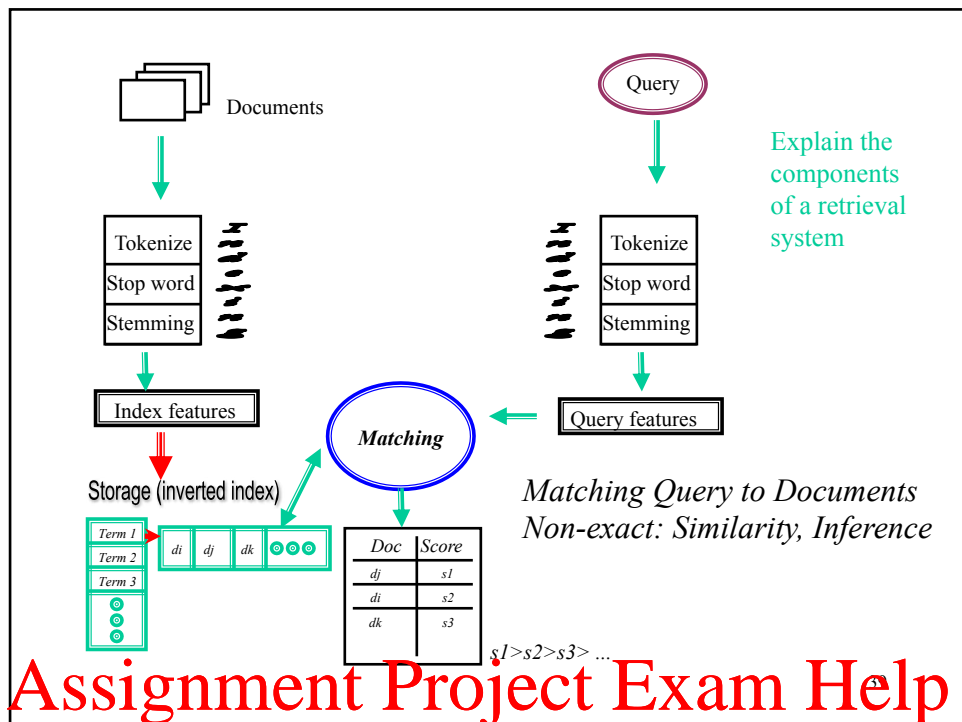 Documents
Query
Explain the
components
of a retrieval
system
Tokenize
Stop word
Stemming
Tokenize
Stop word
Stemming
Index features
Matching
Query features
Storage (inverted index)
Term 1
Term 2
Term 3
di dj dk
Matching Query to Documents
Non-exact: Similarity, Inference
Doc Score
dj s1
di s2
dk s3
s1>s2>s3> ...
Assignment Project Exam Help